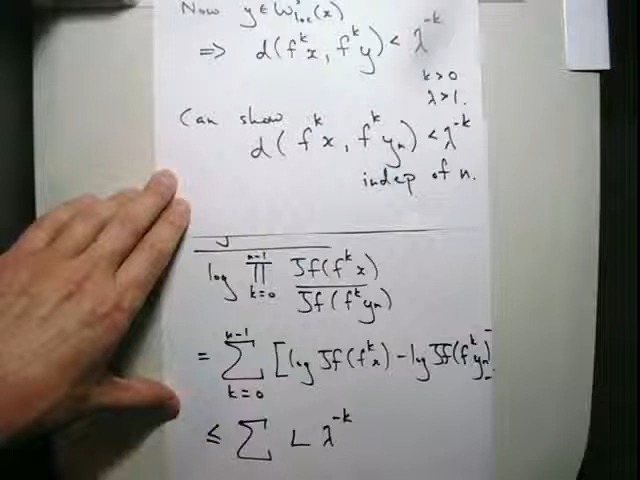 Now y∈W^s_loc(x)
⇒ d(f^k x, f^k y) < λ^-k
k>0
λ>1.
Can show
d(f^k x, f^k y_n) < λ^-k
indep of n.
log ∏_{k=0}^{n-1} Jf(f^k x) / Jf(f^k y_n)
= ∑_{k=0}^{n-1} [log Jf(f^k x) - log Jf(f^k y_n)]
≤ ∑ L λ^-k